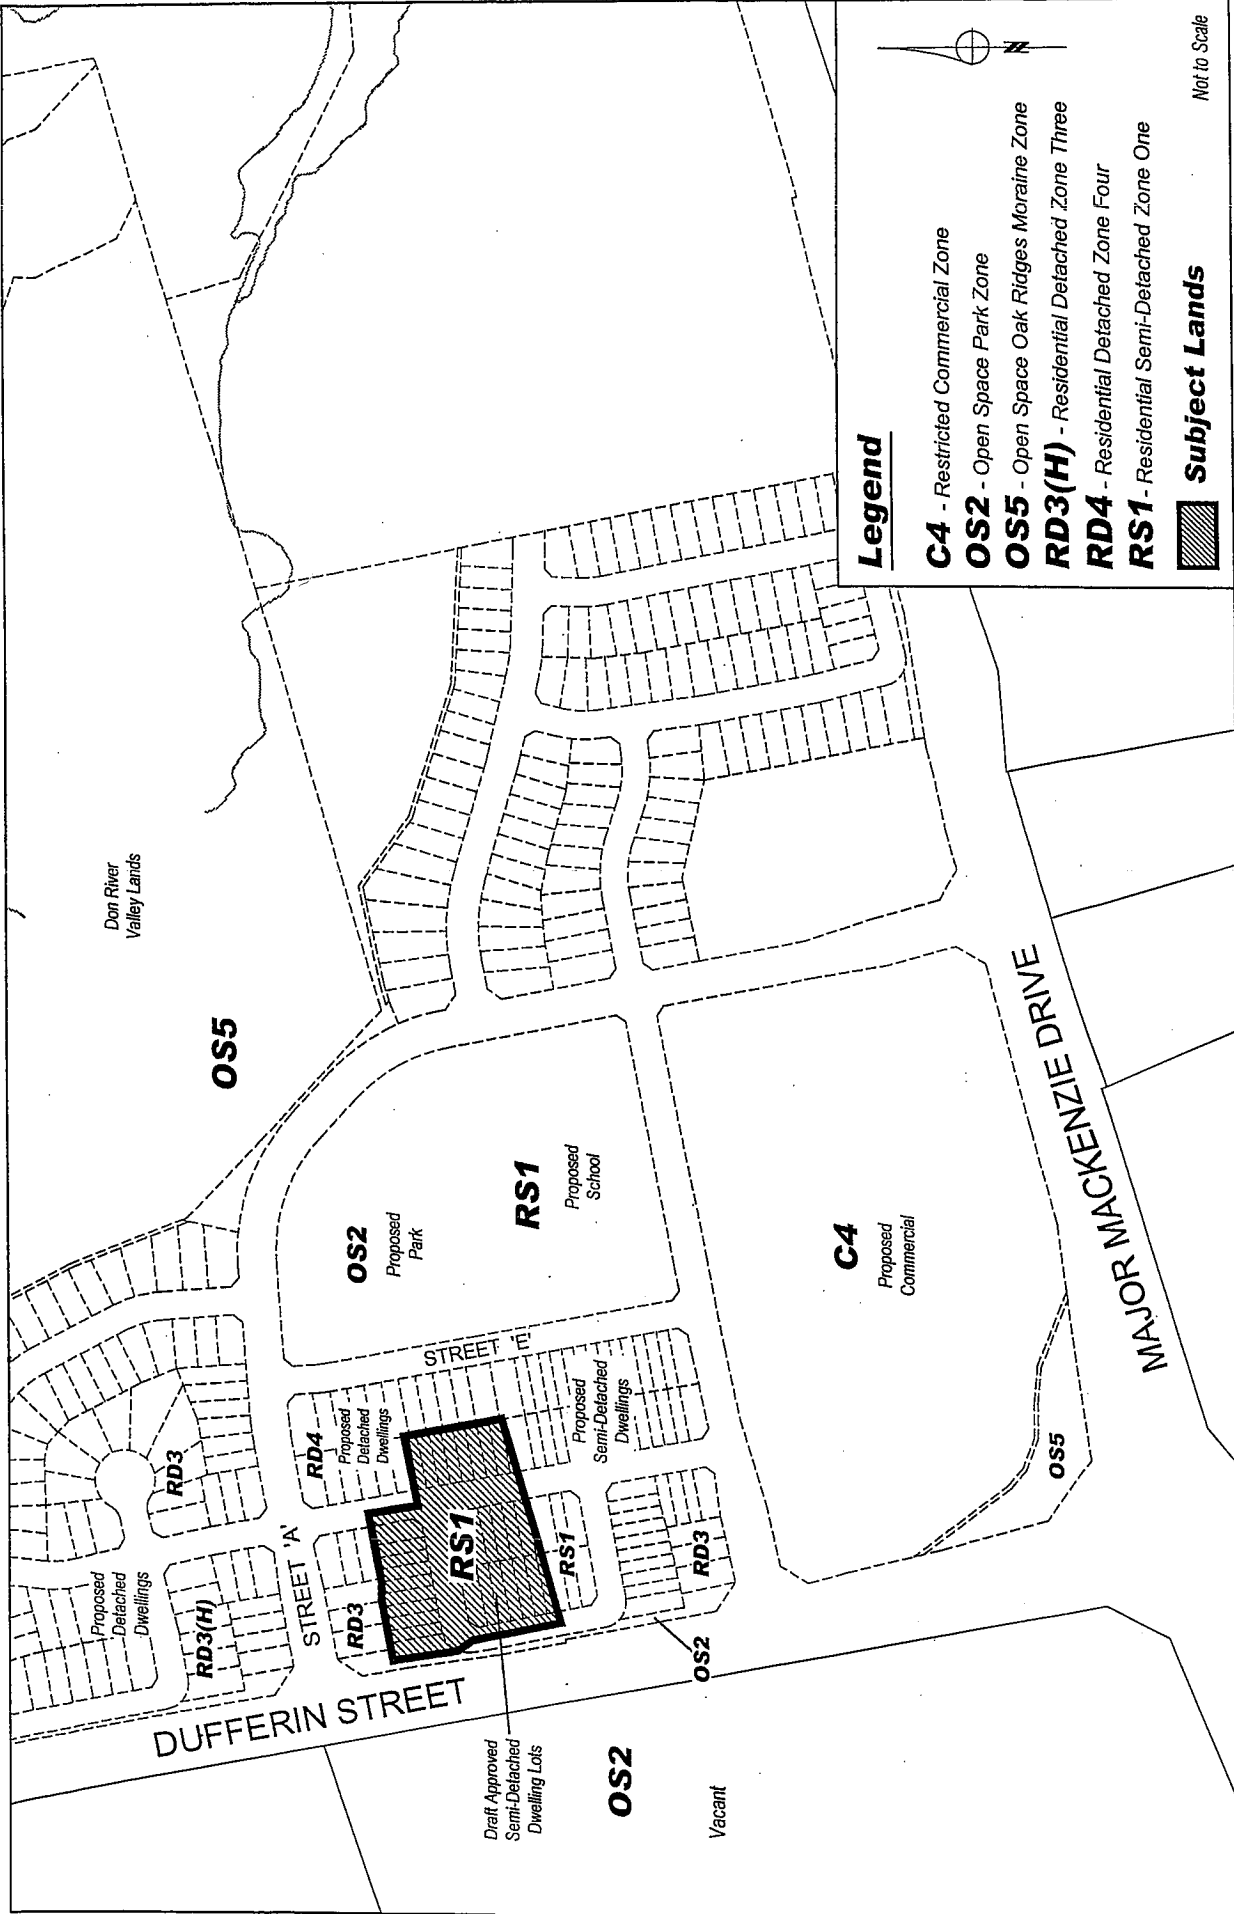 Don River
Valley Lands
OS5
Proposed
Detached
Dwellings
RD3
RD3(H)
STREET 'A'
DUFFERIN STREET
RD4
Proposed
Detached
Dwellings
RD3
OS2
Proposed
Park
STREET 'E'
RS1
Draft Approved
Semi-Detached
Dwelling Lots
RS1
Proposed
School
Proposed
Semi-Detached
Dwellings
RS1
RD3
OS2
OS2
Vacant
C4
Proposed
Commercial
OS5
MAJOR MACKENZIE DRIVE
Legend
C4 - Restricted Commercial Zone
OS2 - Open Space Park Zone
OS5 - Open Space Oak Ridges Moraine Zone
RD3(H) - Residential Detached Zone Three
RD4 - Residential Detached Zone Four
RS1 - Residential Semi-Detached Zone One
Subject Lands
N
Not to Scale